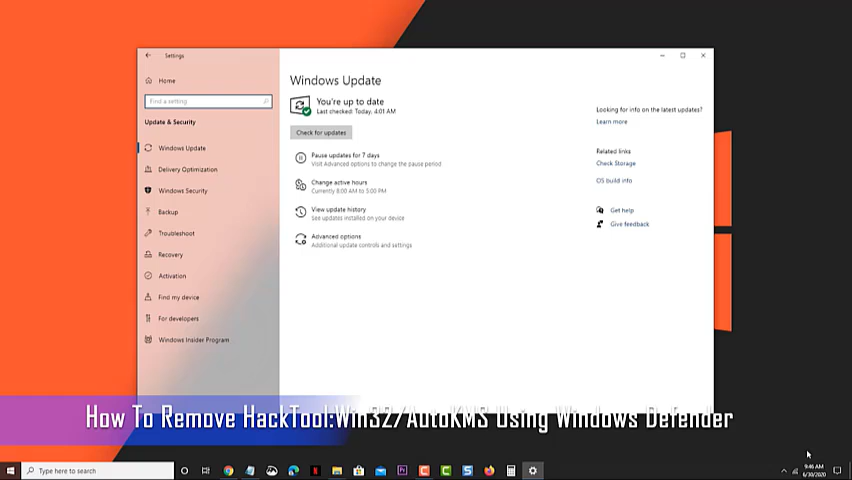 Settings
Home
Find a setting
Update & Security
Windows Update
Delivery Optimization
Windows Security
Backup
Troubleshoot
Recovery
Activation
Find my device
For developers
Windows Insider Program
Windows Update
You're up to date
Last checked: Today, 4:01 AM
Check for updates
Pause updates for 7 days
Visit Advanced options to change the pause period
Change active hours
Currently 8:00 AM to 5:00 PM
View update history
See updates installed on your device
Advanced options
Additional update controls and settings
Looking for info on the latest updates?
Learn more
Related links
Check Storage
OS build info
Get help
Give feedback
How To Remove HackTool:Win32/AutoKMS Using Windows Defender
Type here to search
9:46 AM
6/30/2020